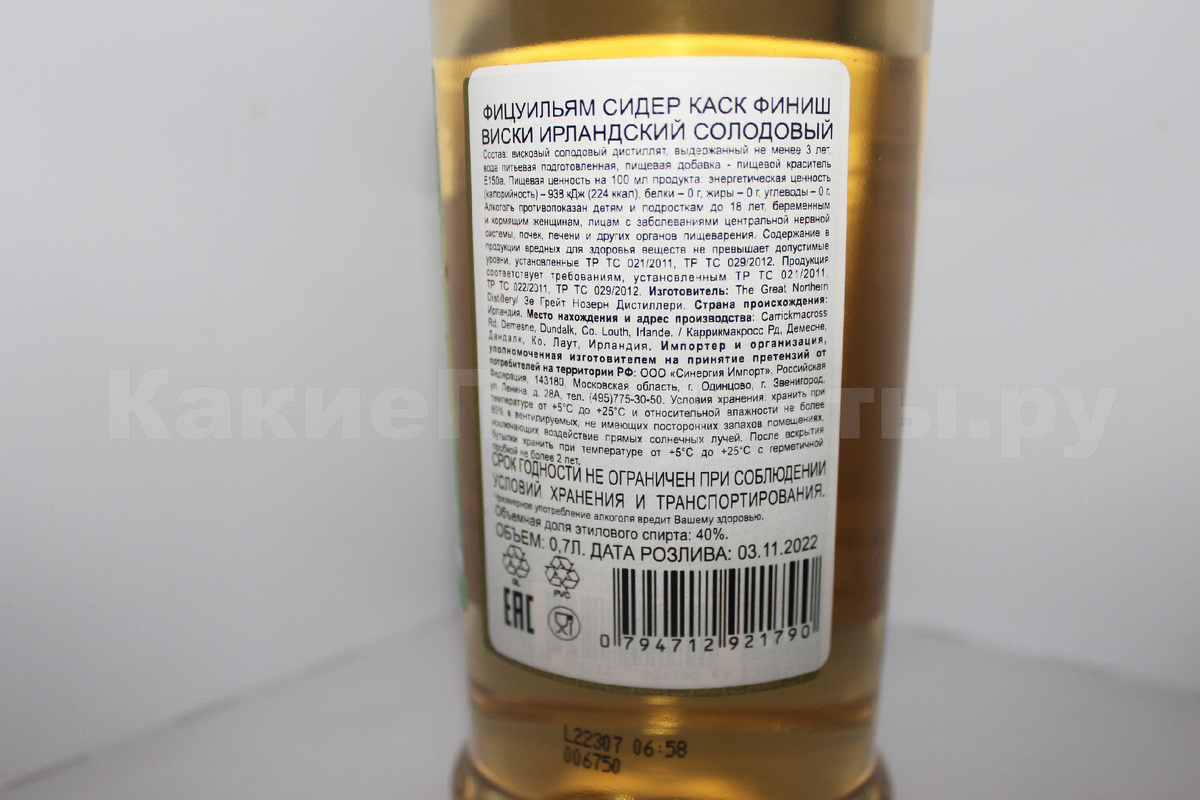 ФИЦУИЛЬЯМ СИДЕР КАСК ФИНИШ
ВИСКИ ИРЛАНДСКИЙ СОЛОДОВЫЙ
Состав: висковый солодовый дистиллят, выдержанный не менее 3 лет,
вода питьевая подготовленная, пищевая добавка - пищевой краситель
Е150а. Пищевая ценность на 100 мл продукта: энергетическая ценность
(калорийность) – 938 кДж (224 ккал), белки – 0 г, жиры – 0 г, углеводы – 0 г.
Алкоголь противопоказан детям и подросткам до 18 лет, беременным
и кормящим женщинам, лицам с заболеваниями центральной нервной
системы, почек, печени и других органов пищеварения. Содержание в
продукции вредных для здоровья веществ не превышает допустимые
уровни, установленные ТР ТС 021/2011, ТР ТС 029/2012. Продукция
соответствует требованиям, установленным ТР ТС 021/2011,
ТР ТС 022/2011, ТР ТС 029/2012. Изготовитель: The Great Northern
Distillery/ Зе Грейт Нозерн Дистиллери. Страна происхождения:
Ирландия. Место нахождения и адрес производства: Carrickmacross
Rd, Demesne, Dundalk, Co. Louth, Irlande. / Каррикмакросс Рд, Демесне,
Дандалк, Ко. Лаут, Ирландия. Импортер и организация,
уполномоченная изготовителем на принятие претензий от
потребителей на территории РФ: ООО «Синергия Импорт», Российская
Федерация, 143180, Московская область, г. Одинцово, г. Звенигород,
ул. Ленина, д. 28А, тел. (495)775-30-50. Условия хранения: хранить при
температуре от +5°С до +25°С и относительной влажности не более
85% в вентилируемых, не имеющих посторонних запахов помещениях,
исключающих воздействие прямых солнечных лучей. После вскрытия
бутылки хранить при температуре от +5°С до +25°С с герметичной
пробкой не более 2 лет.
СРОК ГОДНОСТИ НЕ ОГРАНИЧЕН ПРИ СОБЛЮДЕНИИ
УСЛОВИЙ ХРАНЕНИЯ И ТРАНСПОРТИРОВАНИЯ.
Чрезмерное употребление алкоголя вредит Вашему здоровью.
Объемная доля этилового спирта: 40%.
ОБЪЕМ: 0,7Л. ДАТА РОЗЛИВА: 03.11.2022
GL
PVC
EAC
0 794712 921790
L22307 06:58
006750